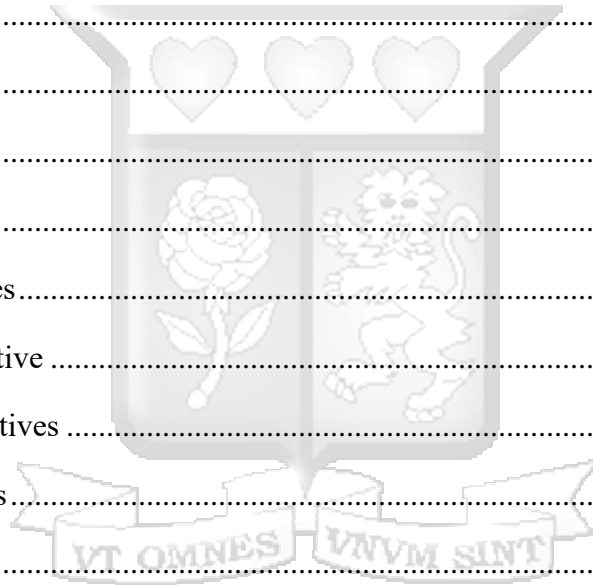 ........................................................................
........................................................................
........................................................................
........................................................................
es......................................................................
tive ...................................................................
tives ..................................................................
s.......................................................................
VT OMNES VNVM SINT
........................................................................